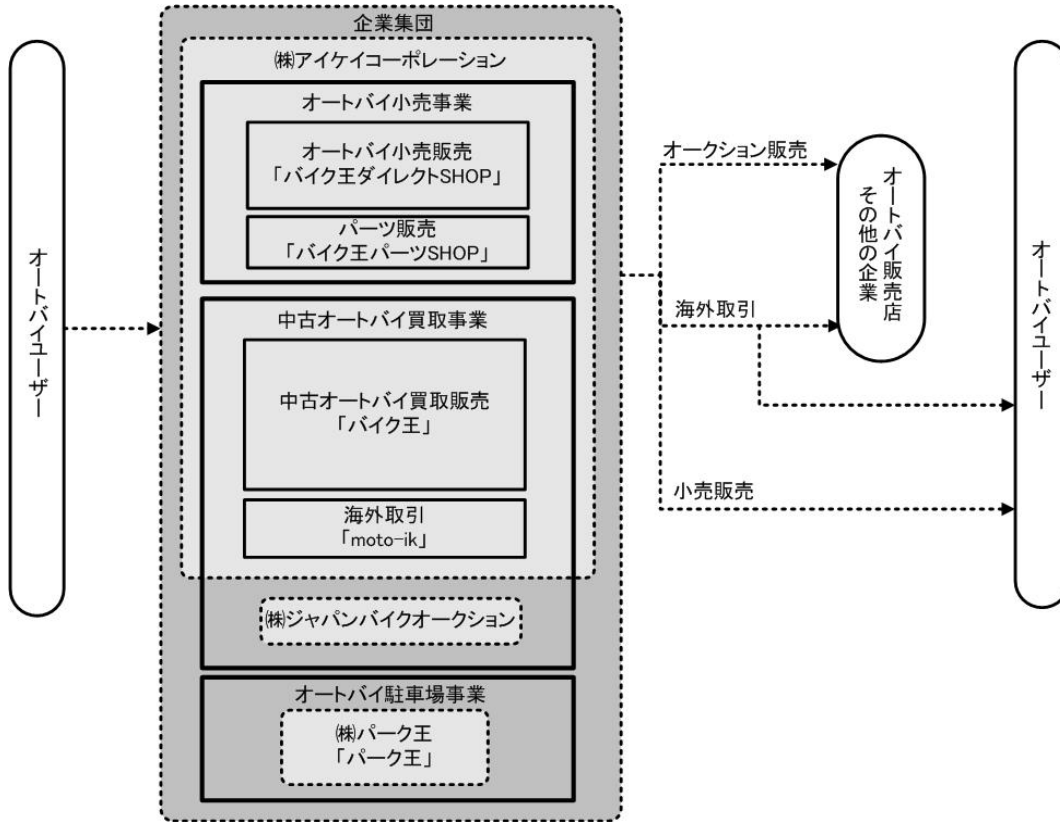 企業集団
㈱アイケイコーポレーション
オートバイ小売事業
オートバイ小売販売
「バイク王ダイレクトSHOP」
パーツ販売
「バイク王パーツSHOP」
中古オートバイ買取事業
中古オートバイ買取販売
「バイク王」
海外取引
「moto-ik」
㈱ジャパンバイクオークション
オートバイ駐車場事業
㈱パーク王
「パーク王」
オートバイユーザー
オークション販売
海外取引
小売販売
オートバイ販売店
その他の企業
オートバイユーザー